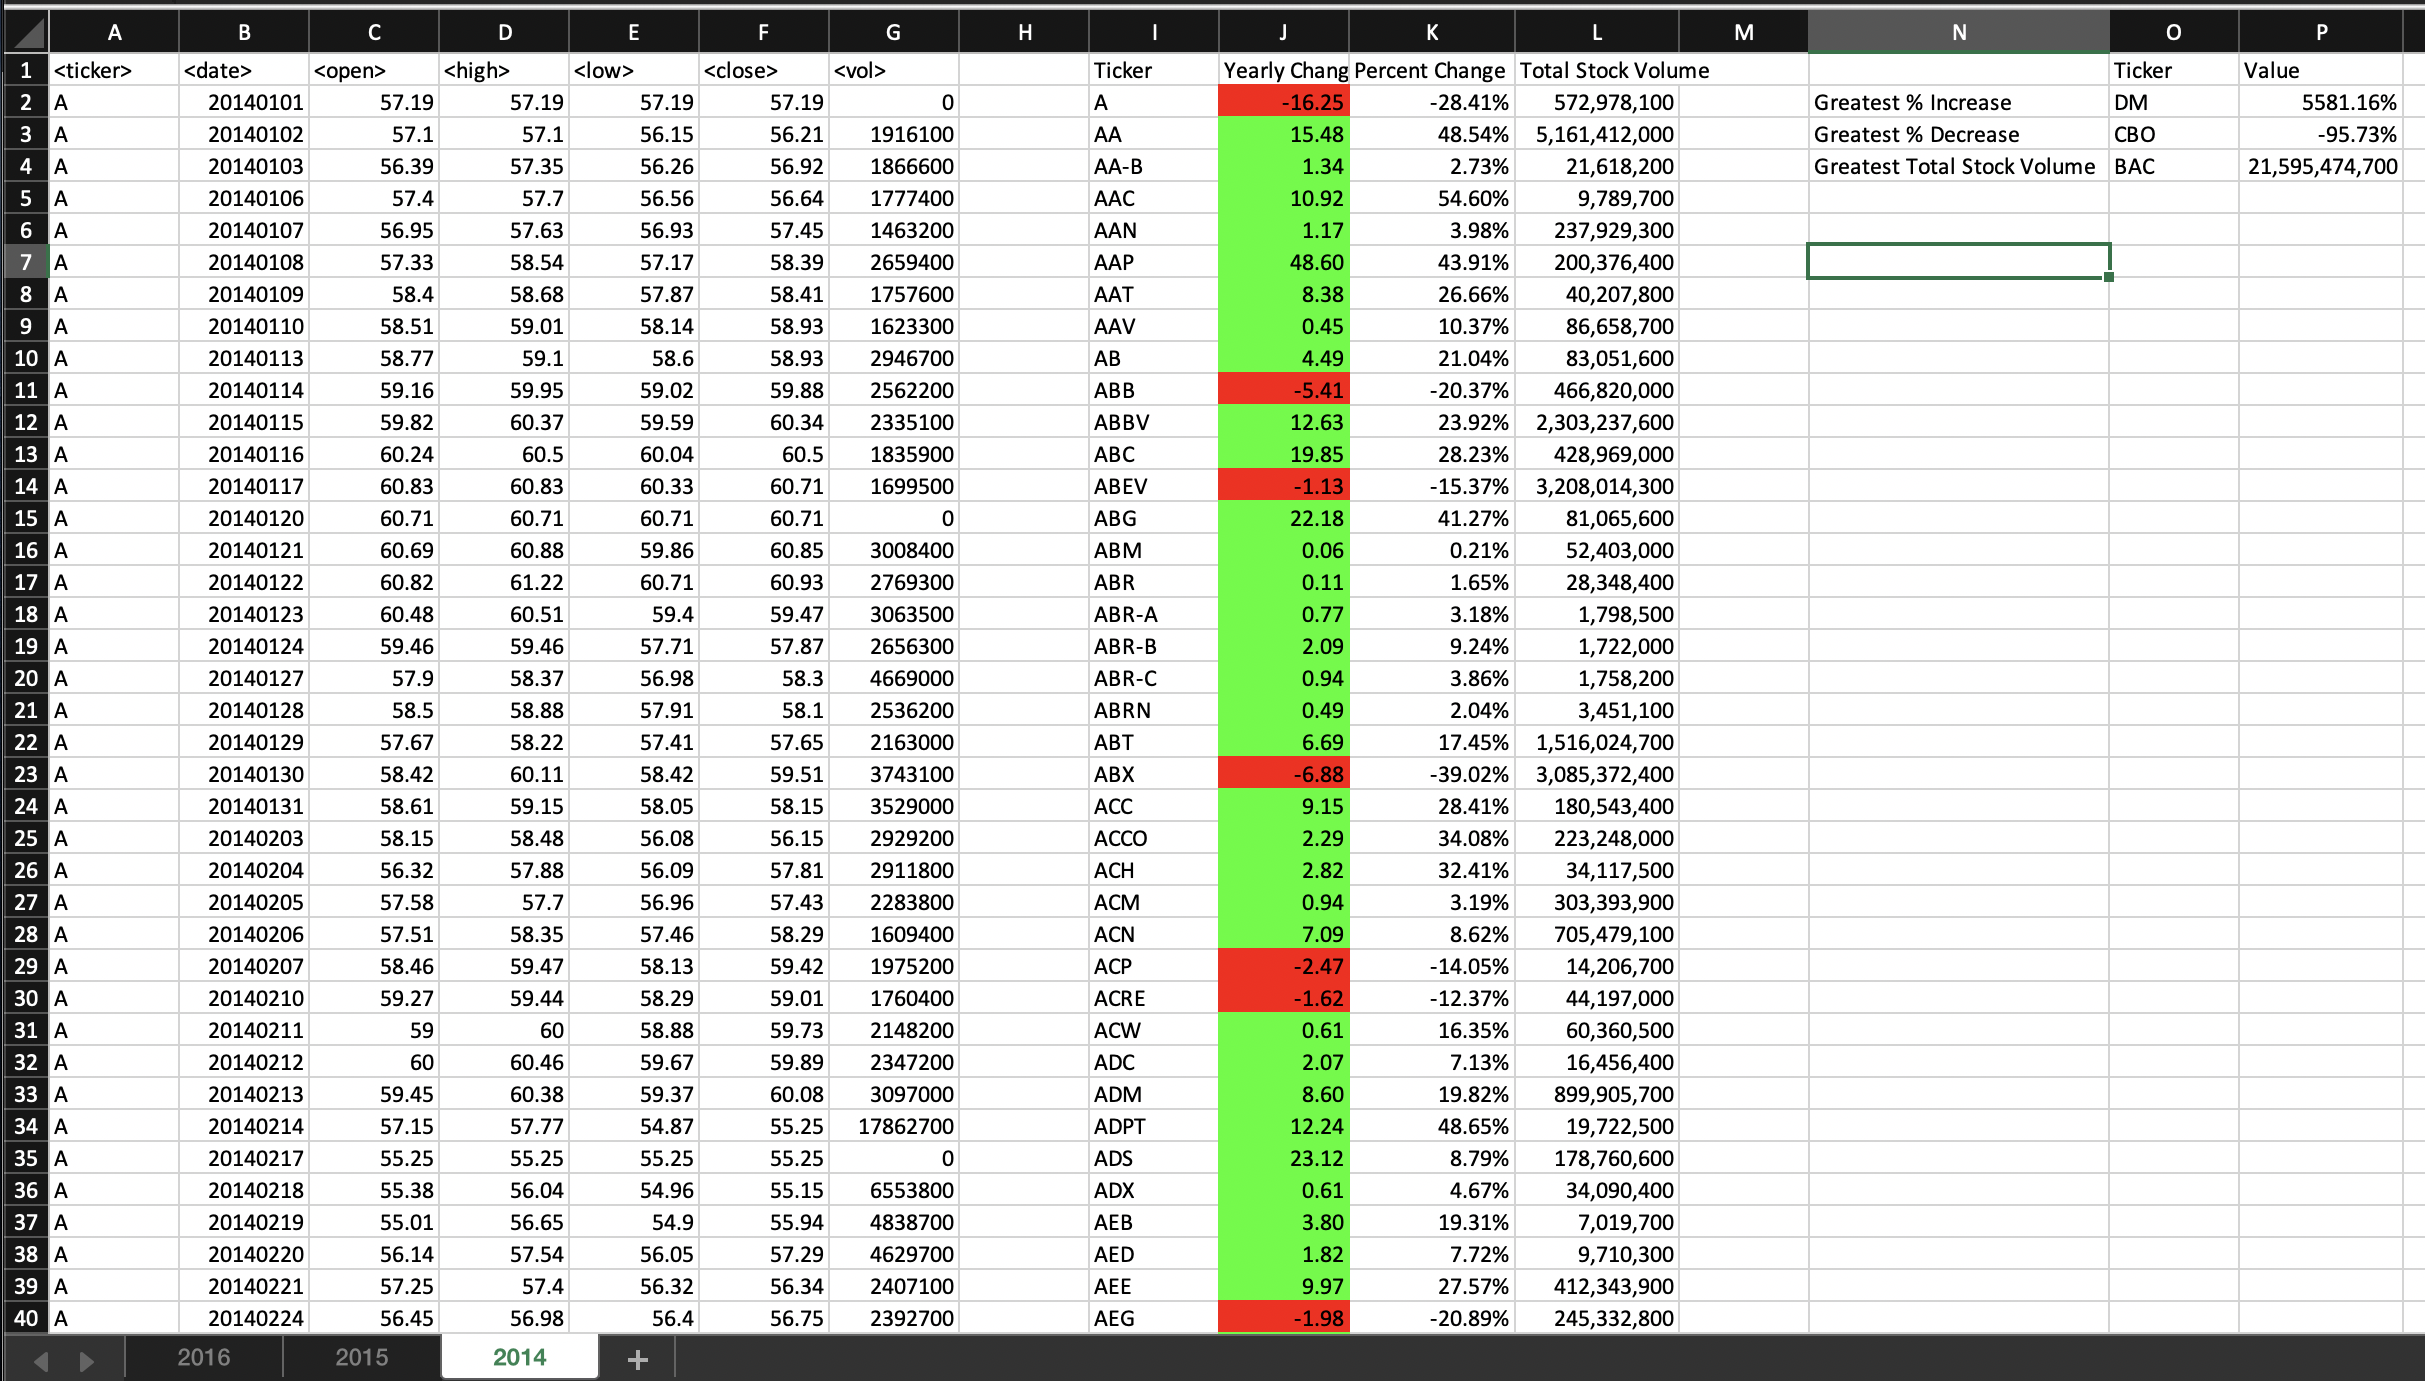 A B C D E F G H I J K L M N O P
1 <ticker> <date> <open> <high> <low> <close> <vol> Ticker Yearly Chang Percent Change Total Stock Volume Ticker Value
2 A 20140101 57.19 57.19 57.19 57.19 0 A -16.25 -28.41% 572,978,100 Greatest % Increase DM 5581.16%
3 A 20140102 57.1 57.1 56.15 56.21 1916100 AA 15.48 48.54% 5,161,412,000 Greatest % Decrease CBO -95.73%
4 A 20140103 56.39 57.35 56.26 56.92 1866600 AA-B 1.34 2.73% 21,618,200 Greatest Total Stock Volume BAC 21,595,474,700
5 A 20140106 57.4 57.7 56.56 56.64 1777400 AAC 10.92 54.60% 9,789,700
6 A 20140107 56.95 57.63 56.93 57.45 1463200 AAN 1.17 3.98% 237,929,300
7 A 20140108 57.33 58.54 57.17 58.39 2659400 AAP 48.60 43.91% 200,376,400
8 A 20140109 58.4 58.68 57.87 58.41 1757600 AAT 8.38 26.66% 40,207,800
9 A 20140110 58.51 59.01 58.14 58.93 1623300 AAV 0.45 10.37% 86,658,700
10 A 20140113 58.77 59.1 58.6 58.93 2946700 AB 4.49 21.04% 83,051,600
11 A 20140114 59.16 59.95 59.02 59.88 2562200 ABB -5.41 -20.37% 466,820,000
12 A 20140115 59.82 60.37 59.59 60.34 2335100 ABBV 12.63 23.92% 2,303,237,600
13 A 20140116 60.24 60.5 60.04 60.5 1835900 ABC 19.85 28.23% 428,969,000
14 A 20140117 60.83 60.83 60.33 60.71 1699500 ABEV -1.13 -15.37% 3,208,014,300
15 A 20140120 60.71 60.71 60.71 60.71 0 ABG 22.18 41.27% 81,065,600
16 A 20140121 60.69 60.88 59.86 60.85 3008400 ABM 0.06 0.21% 52,403,000
17 A 20140122 60.82 61.22 60.71 60.93 2769300 ABR 0.11 1.65% 28,348,400
18 A 20140123 60.48 60.51 59.4 59.47 3063500 ABR-A 0.77 3.18% 1,798,500
19 A 20140124 59.46 59.46 57.71 57.87 2656300 ABR-B 2.09 9.24% 1,722,000
20 A 20140127 57.9 58.37 56.98 58.3 4669000 ABR-C 0.94 3.86% 1,758,200
21 A 20140128 58.5 58.88 57.91 58.1 2536200 ABRN 0.49 2.04% 3,451,100
22 A 20140129 57.67 58.22 57.41 57.65 2163000 ABT 6.69 17.45% 1,516,024,700
23 A 20140130 58.42 60.11 58.42 59.51 3743100 ABX -6.88 -39.02% 3,085,372,400
24 A 20140131 58.61 59.15 58.05 58.15 3529000 ACC 9.15 28.41% 180,543,400
25 A 20140203 58.15 58.48 56.08 56.15 2929200 ACCO 2.29 34.08% 223,248,000
26 A 20140204 56.32 57.88 56.09 57.81 2911800 ACH 2.82 32.41% 34,117,500
27 A 20140205 57.58 57.7 56.96 57.43 2283800 ACM 0.94 3.19% 303,393,900
28 A 20140206 57.51 58.35 57.46 58.29 1609400 ACN 7.09 8.62% 705,479,100
29 A 20140207 58.46 59.47 58.13 59.42 1975200 ACP -2.47 -14.05% 14,206,700
30 A 20140210 59.27 59.44 58.29 59.01 1760400 ACRE -1.62 -12.37% 44,197,000
31 A 20140211 59 60 58.88 59.73 2148200 ACW 0.61 16.35% 60,360,500
32 A 20140212 60 60.46 59.67 59.89 2347200 ADC 2.07 7.13% 16,456,400
33 A 20140213 59.45 60.38 59.37 60.08 3097000 ADM 8.60 19.82% 899,905,700
34 A 20140214 57.15 57.77 54.87 55.25 17862700 ADPT 12.24 48.65% 19,722,500
35 A 20140217 55.25 55.25 55.25 55.25 0 ADS 23.12 8.79% 178,760,600
36 A 20140218 55.38 56.04 54.96 55.15 6553800 ADX 0.61 4.67% 34,090,400
37 A 20140219 55.01 56.65 54.9 55.94 4838700 AEB 3.80 19.31% 7,019,700
38 A 20140220 56.14 57.54 56.05 57.29 4629700 AED 1.82 7.72% 9,710,300
39 A 20140221 57.25 57.4 56.32 56.34 2407100 AEE 9.97 27.57% 412,343,900
40 A 20140224 56.45 56.98 56.4 56.75 2392700 AEG -1.98 -20.89% 245,332,800
2016 2015 2014 +